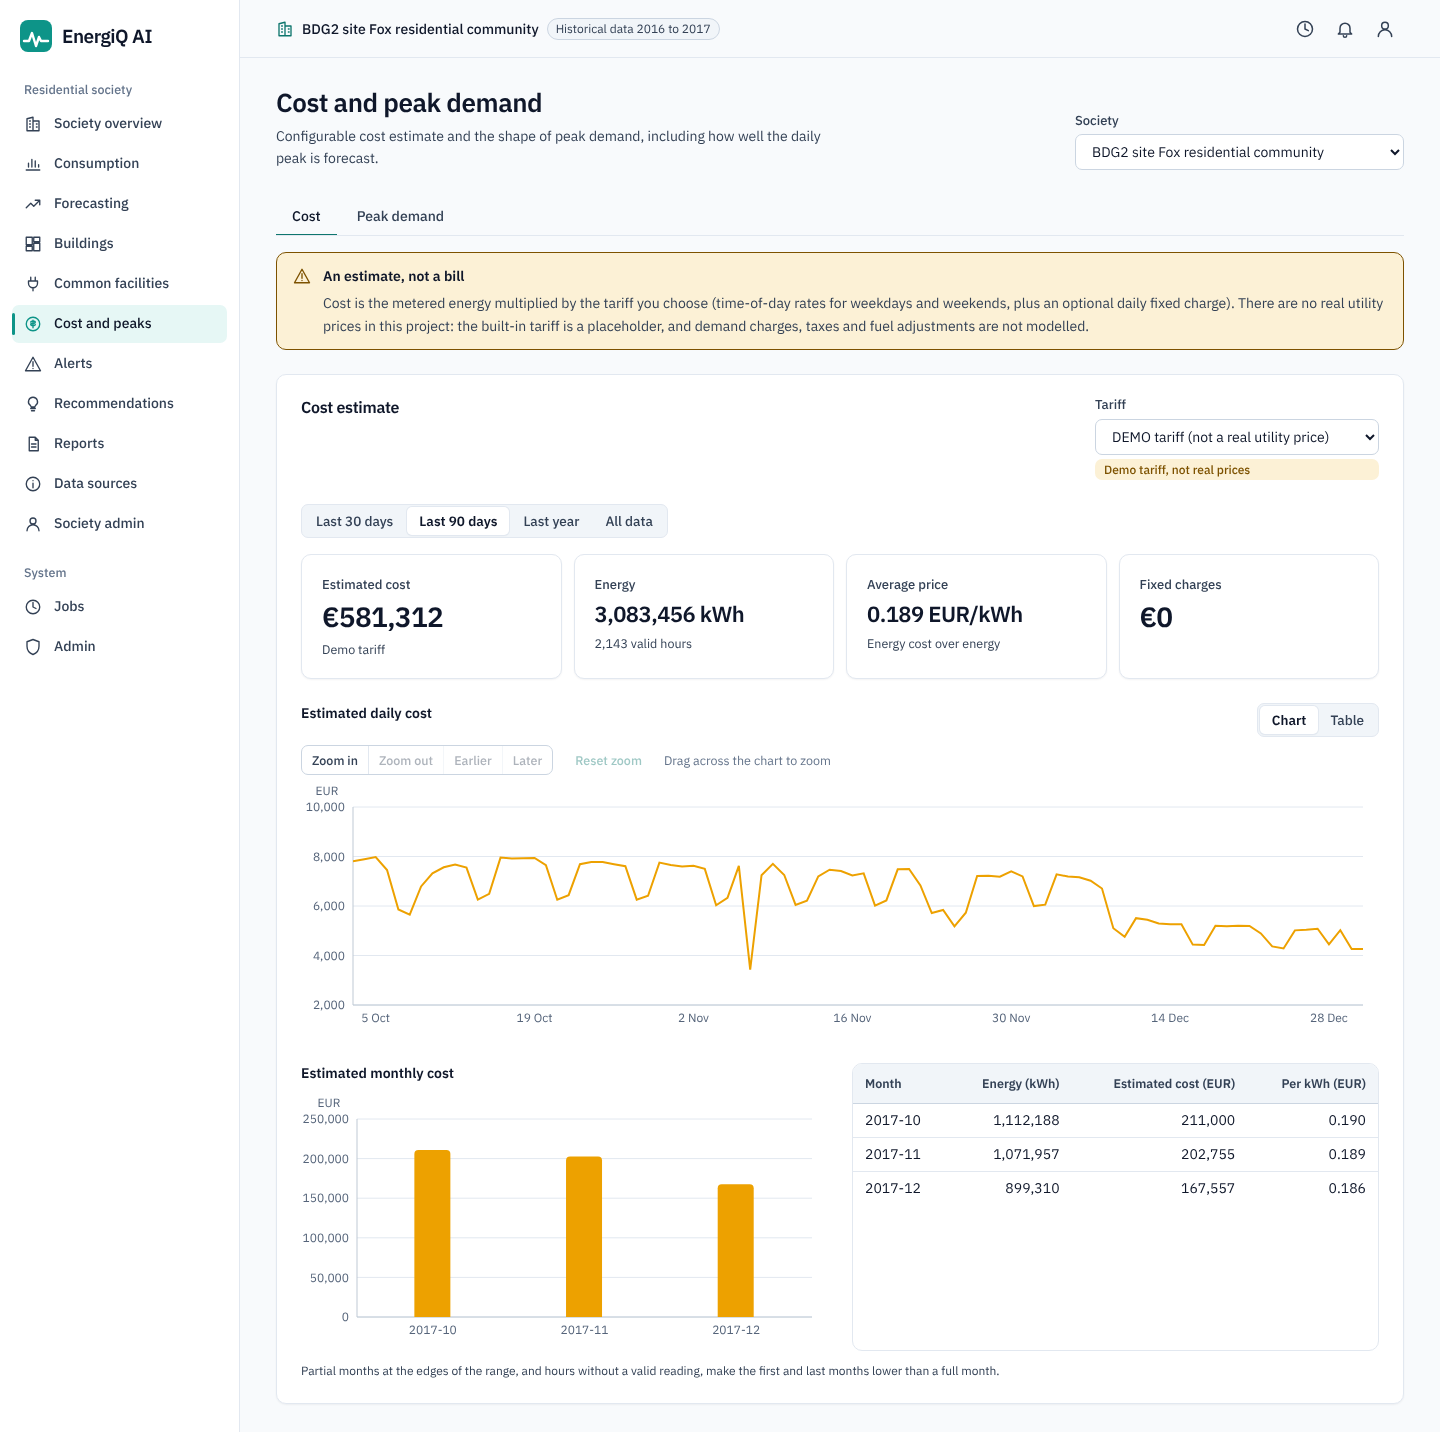 EnergiQ AI
Residential society
Society overview
Consumption
Forecasting
Buildings
Common facilities
Cost and peaks
Alerts
Recommendations
Reports
Data sources
Society admin
System
Jobs
Admin
BDG2 site Fox residential community
Historical data 2016 to 2017
Cost and peak demand
Configurable cost estimate and the shape of peak demand, including how well the daily
peak is forecast.
Society
BDG2 site Fox residential community
Cost
Peak demand
An estimate, not a bill
Cost is the metered energy multiplied by the tariff you choose (time-of-day rates for weekdays and weekends, plus an optional daily fixed charge). There are no real utility
prices in this project: the built-in tariff is a placeholder, and demand charges, taxes and fuel adjustments are not modelled.
Cost estimate
Tariff
DEMO tariff (not a real utility price)
Demo tariff, not real prices
Last 30 days
Last 90 days
Last year
All data
Estimated cost
€581,312
Demo tariff
Energy
3,083,456 kWh
2,143 valid hours
Average price
0.189 EUR/kWh
Energy cost over energy
Fixed charges
€0
Estimated daily cost
Chart
Table
Zoom in
Zoom out
Earlier
Later
Reset zoom
Drag across the chart to zoom
EUR
10,000
8,000
6,000
4,000
2,000
5 Oct
19 Oct
2 Nov
16 Nov
30 Nov
14 Dec
28 Dec
Estimated monthly cost
EUR
250,000
200,000
150,000
100,000
50,000
0
2017-10
2017-11
2017-12
Month Energy (kWh) Estimated cost (EUR) Per kWh (EUR)
2017-10 1,112,188 211,000 0.190
2017-11 1,071,957 202,755 0.189
2017-12 899,310 167,557 0.186
Partial months at the edges of the range, and hours without a valid reading, make the first and last months lower than a full month.